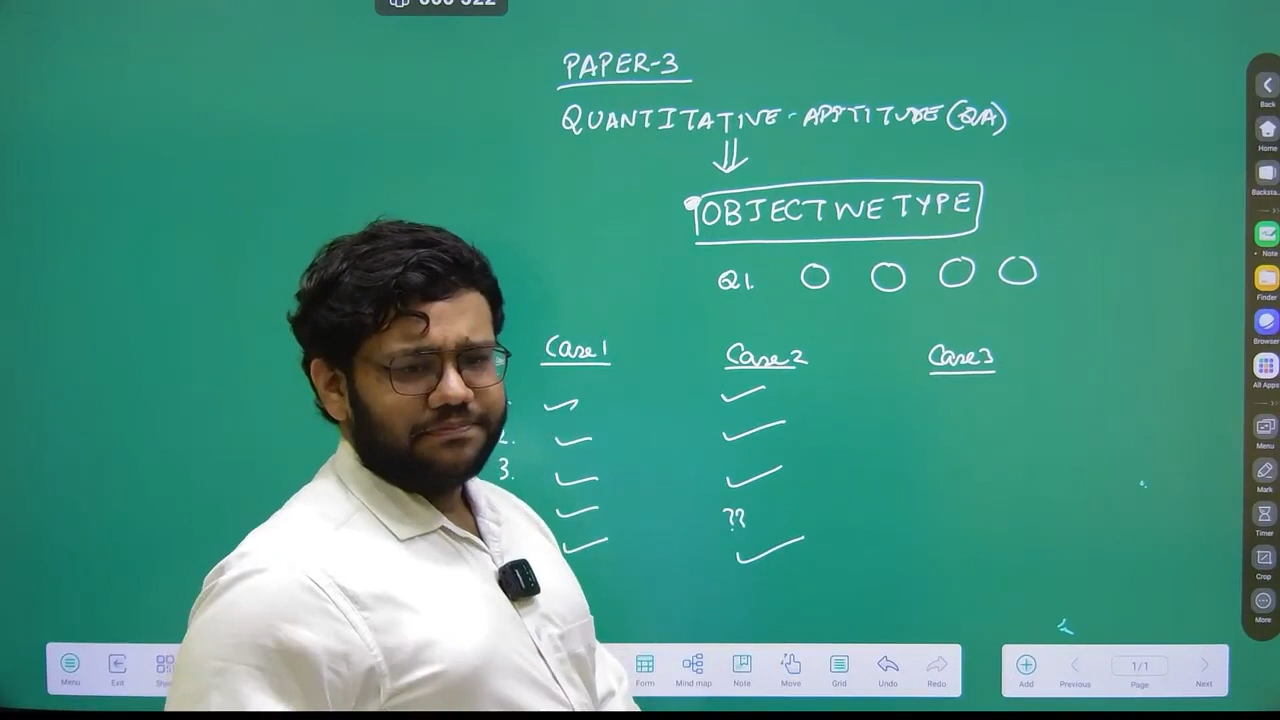 PAPER-3
QUANTITATIVE-APTITUDE (QA)
OBJECTIVE TYPE
Q1.
Case 1 Case 2 Case 3
2.
3.
??
Back
Home
Backsta..
Note
Finder
Browser
All Apps
Menu
Mark
Timer
Crop
More
Menu Exit Form Mind map Note Move Grid Undo Redo Add Previous 1/1 Page Next